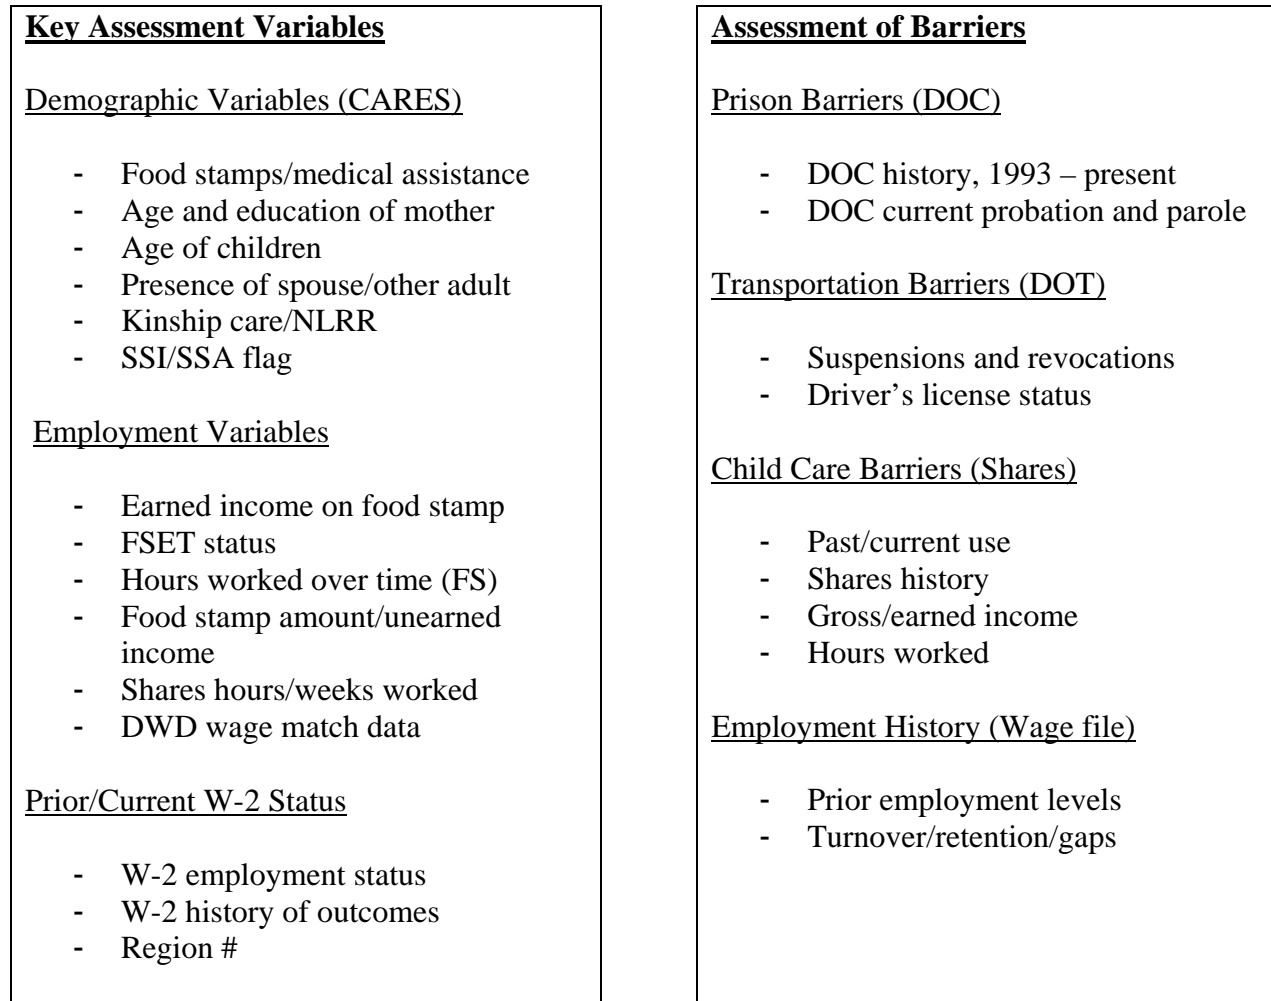 Key Assessment Variables
Demographic Variables (CARES)
- Food stamps/medical assistance
- Age and education of mother
- Age of children
- Presence of spouse/other adult
- Kinship care/NLRR
- SSI/SSA flag
Employment Variables
- Earned income on food stamp
- FSET status
- Hours worked over time (FS)
- Food stamp amount/unearned
income
- Shares hours/weeks worked
- DWD wage match data
Prior/Current W-2 Status
- W-2 employment status
- W-2 history of outcomes
- Region #
Assessment of Barriers
Prison Barriers (DOC)
- DOC history, 1993 – present
- DOC current probation and parole
Transportation Barriers (DOT)
- Suspensions and revocations
- Driver’s license status
Child Care Barriers (Shares)
- Past/current use
- Shares history
- Gross/earned income
- Hours worked
Employment History (Wage file)
- Prior employment levels
- Turnover/retention/gaps